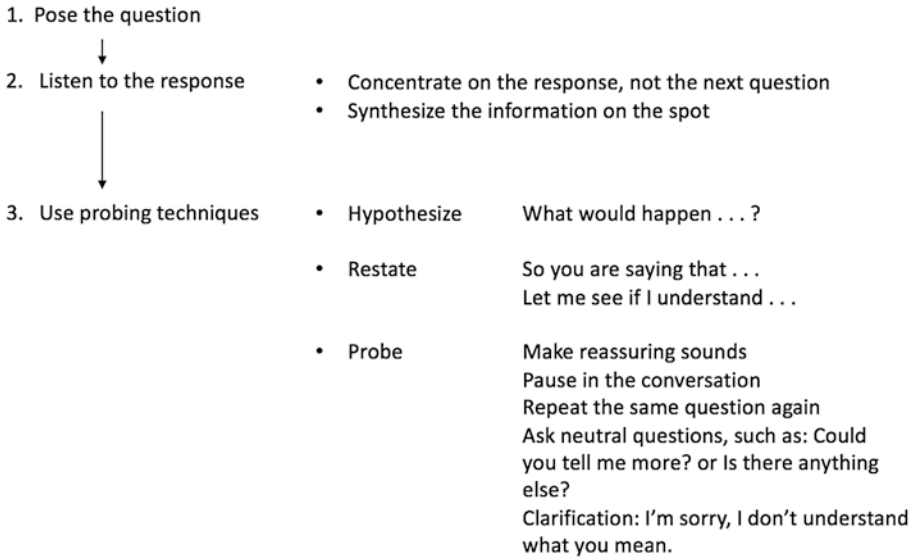 1. Pose the question
2. Listen to the response
• Concentrate on the response, not the next question
• Synthesize the information on the spot
3. Use probing techniques
• Hypothesize What would happen . . . ?
• Restate So you are saying that . . .
Let me see if I understand . . .
• Probe Make reassuring sounds
Pause in the conversation
Repeat the same question again
Ask neutral questions, such as: Could
you tell me more? or Is there anything
else?
Clarification: I’m sorry, I don’t understand
what you mean.